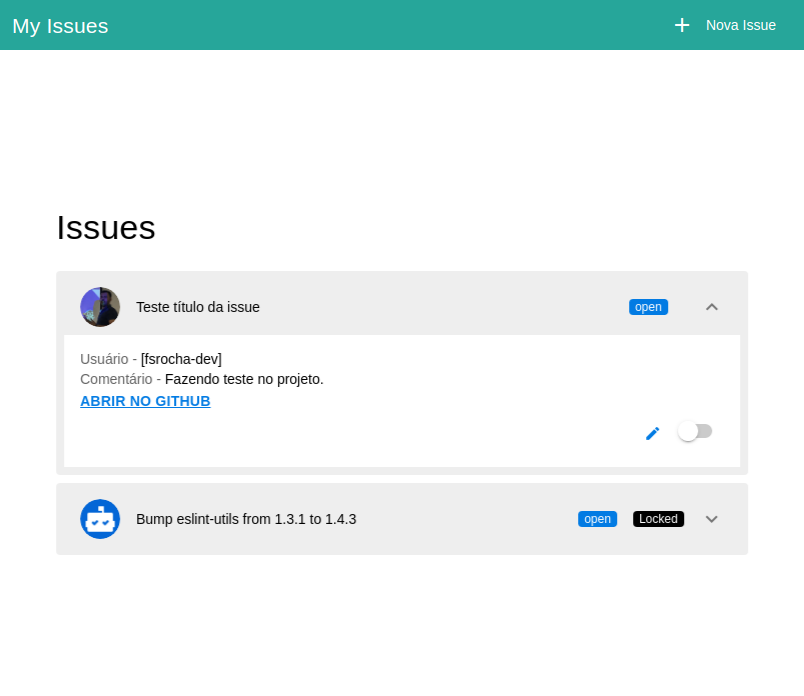 My Issues
Nova Issue
Issues
Teste título da issue
open
Usuário - [fsrocha-dev]
Comentário - Fazendo teste no projeto.
ABRIR NO GITHUB
Bump eslint-utils from 1.3.1 to 1.4.3
open
Locked